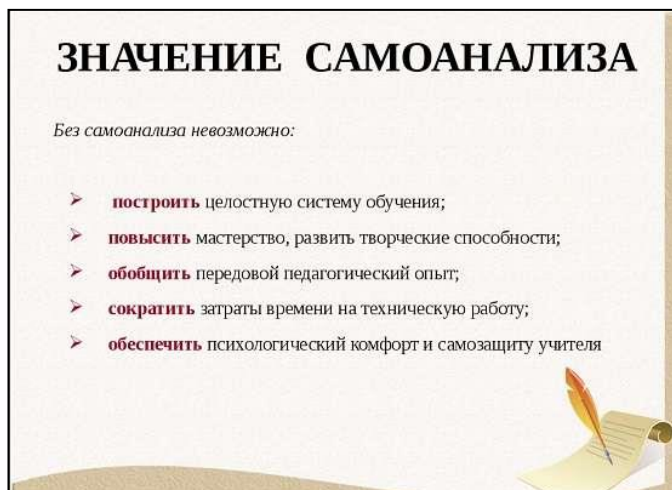 ЗНАЧЕНИЕ САМОАНАЛИЗА
Без самоанализа невозможно:
построить целостную систему обучения;
повысить мастерство, развить творческие способности;
обобщить передовой педагогический опыт;
сократить затраты времени на техническую работу;
обеспечить психологический комфорт и самозащиту учителя